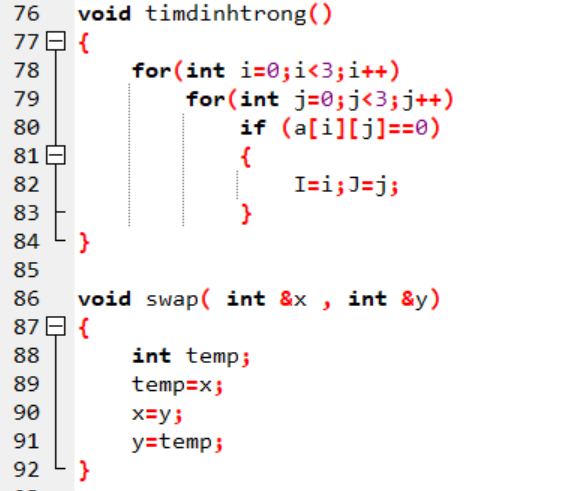 76 void timdinhtrong()
77 {
78     for(int i=0;i<3;i++)
79         for(int j=0;j<3;j++)
80             if (a[i][j]==0)
81             {
82                 I=i;J=j;
83             }
84 }
85
86 void swap( int &x , int &y)
87 {
88     int temp;
89     temp=x;
90     x=y;
91     y=temp;
92 }